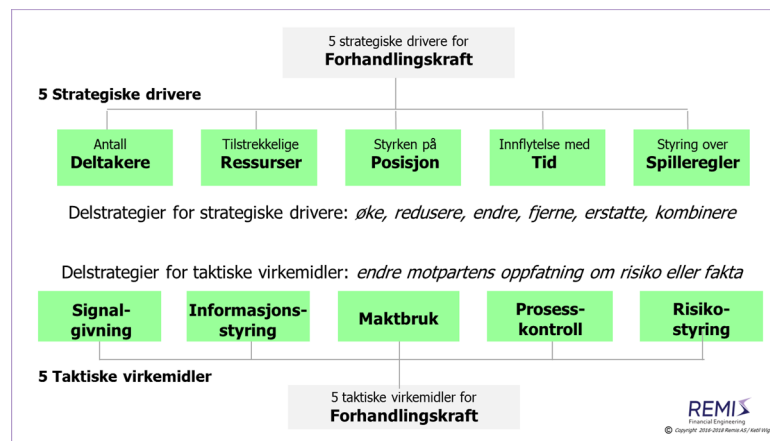 5 strategiske drivere for
Forhandlingskraft
5 Strategiske drivere
Antall
Deltakere
Tilstrekkelige
Ressurser
Styrken på
Posisjon
Innflytelse med
Tid
Styring over
Spilleregler
Delstrategier for strategiske drivere: øke, redusere, endre, fjerne, erstatte, kombinere
Delstrategier for taktiske virkemidler: endre motpartens oppfatning om risiko eller fakta
Signal-
givning
Informasjons-
styring
Maktbruk
Prosess-
kontroll
Risiko-
styring
5 Taktiske virkemidler
5 taktiske virkemidler for
Forhandlingskraft
REMIS
Financial Engineering
© Copyright 2016-2018 Remis AS / Ketil Wig